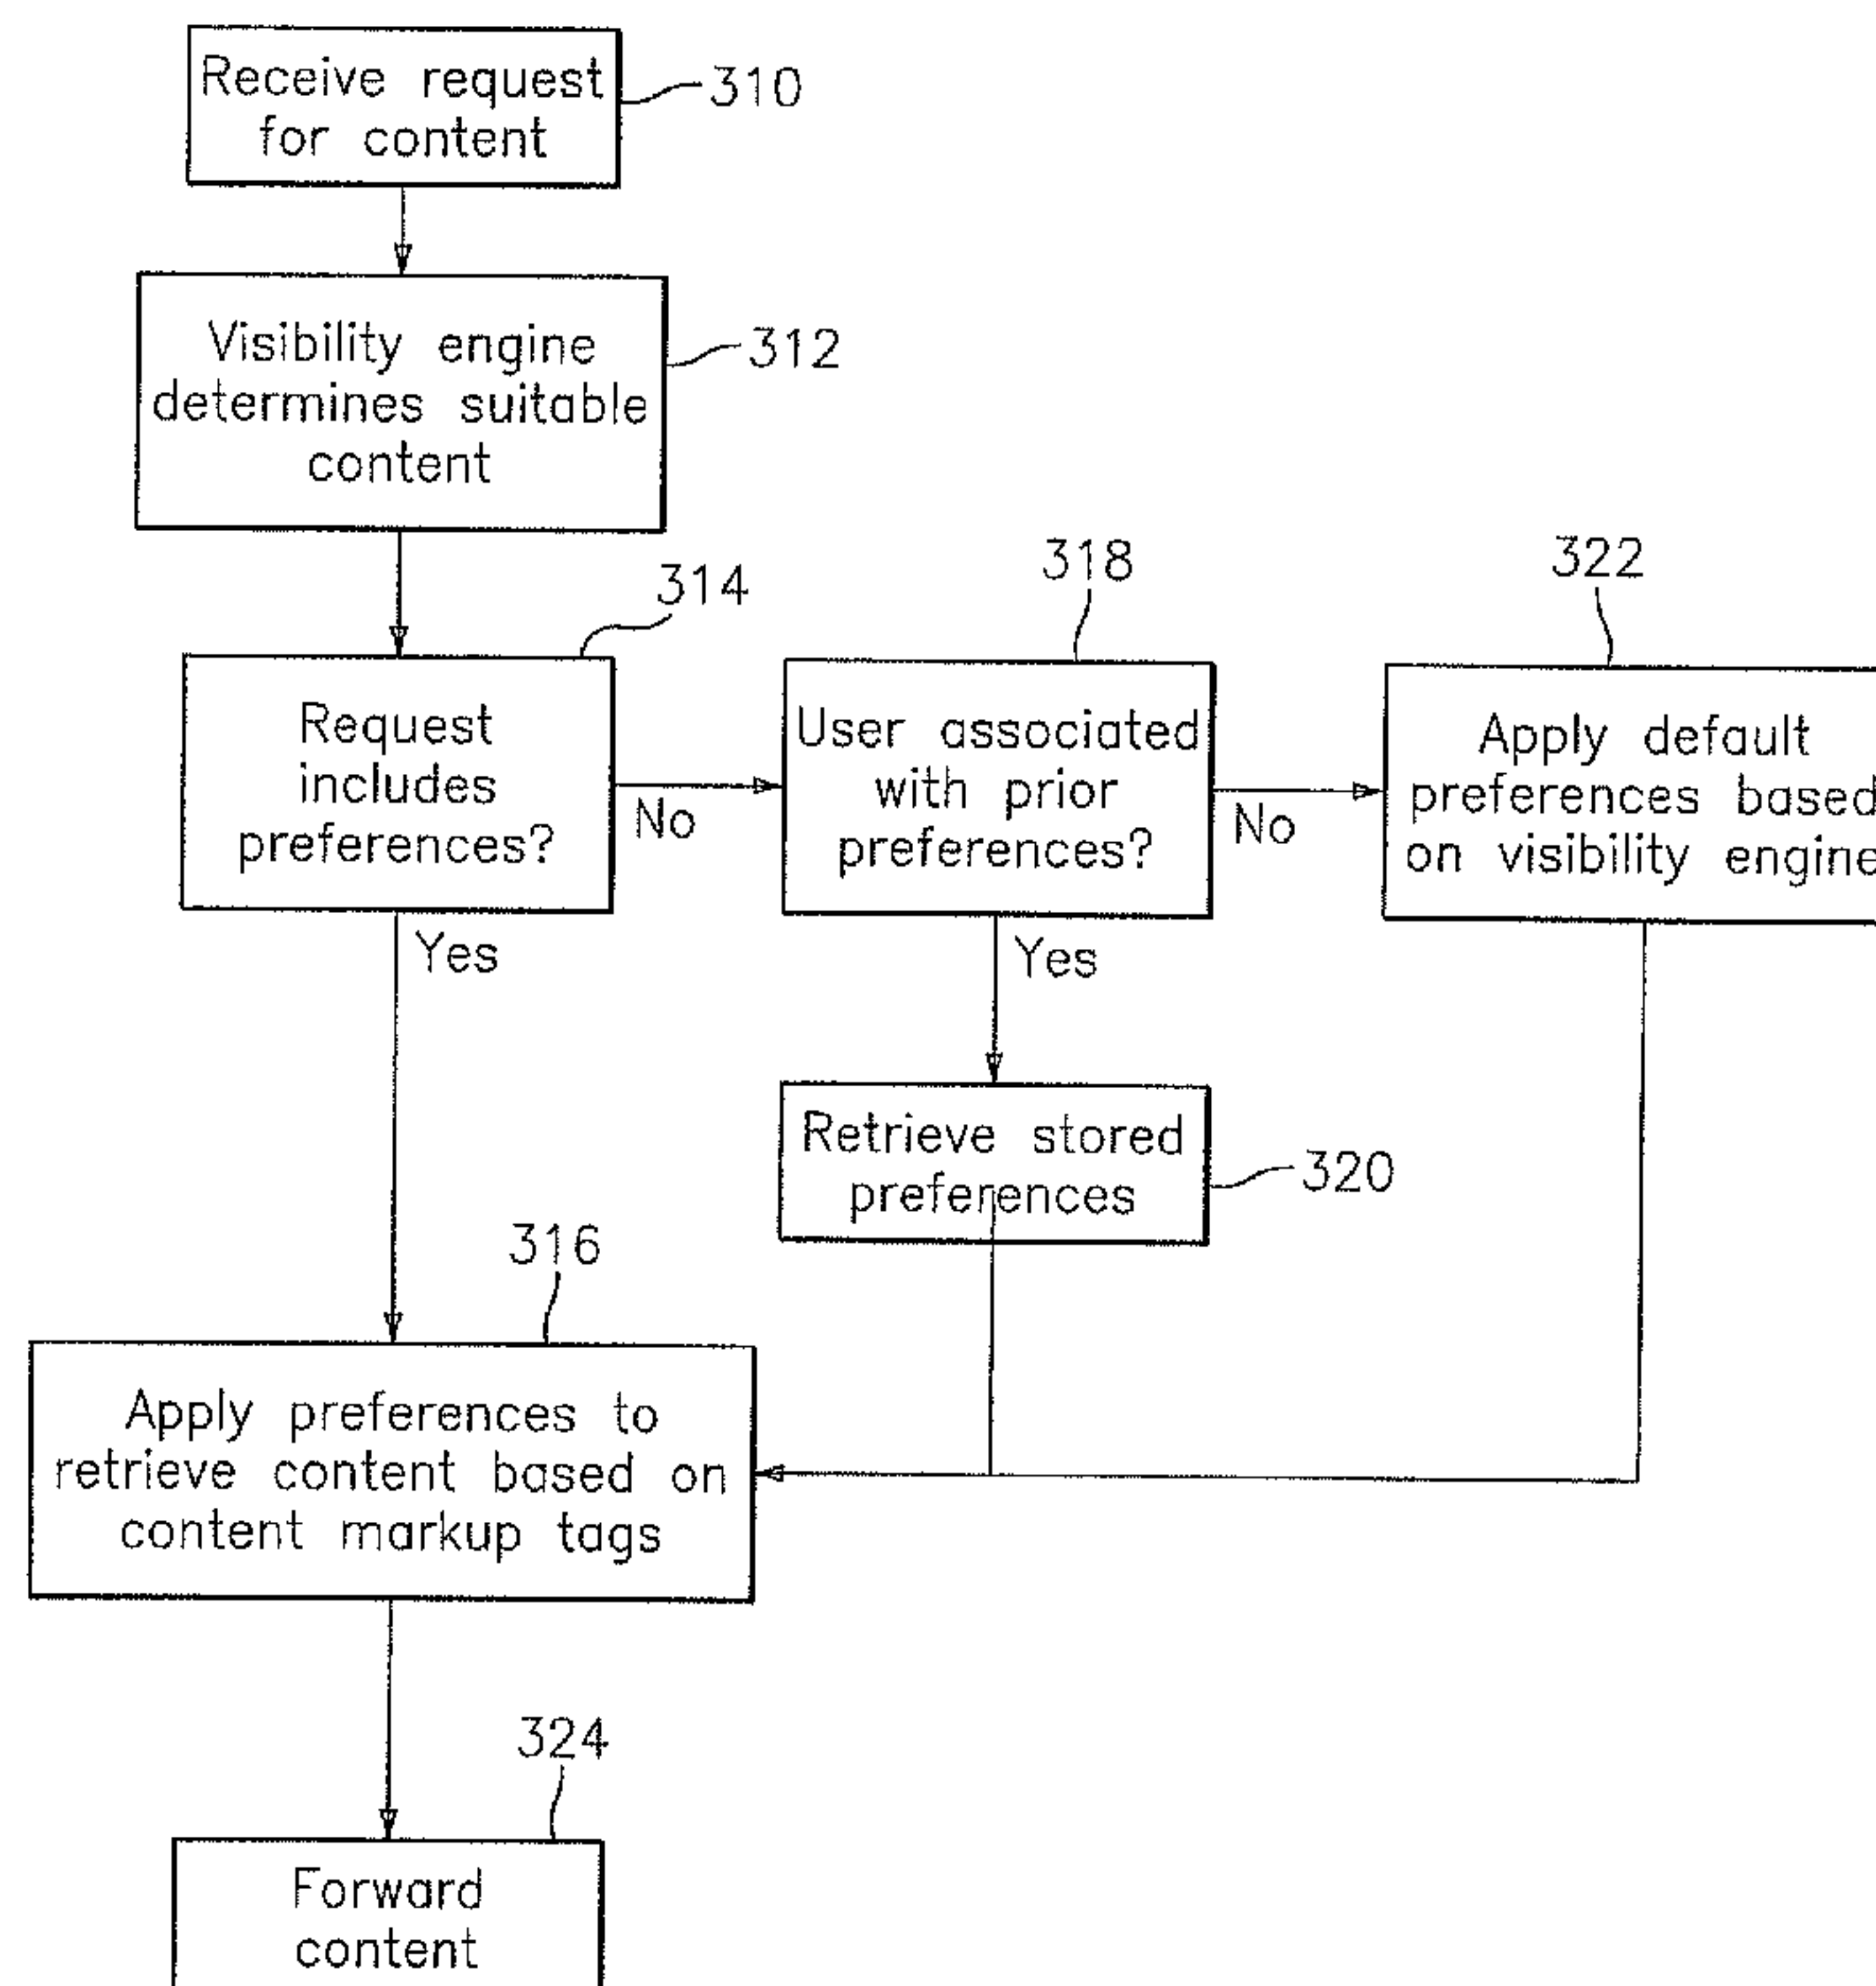 Receive request
for content
310
Visibility engine
determines suitable
content
312
314
Request
includes
preferences?
No
Yes
318
User associated
with prior
preferences?
No
Yes
322
Apply default
preferences based
on visibility engine
Retrieve stored
preferences
320
316
Apply preferences to
retrieve content based on
content markup tags
324
Forward
content